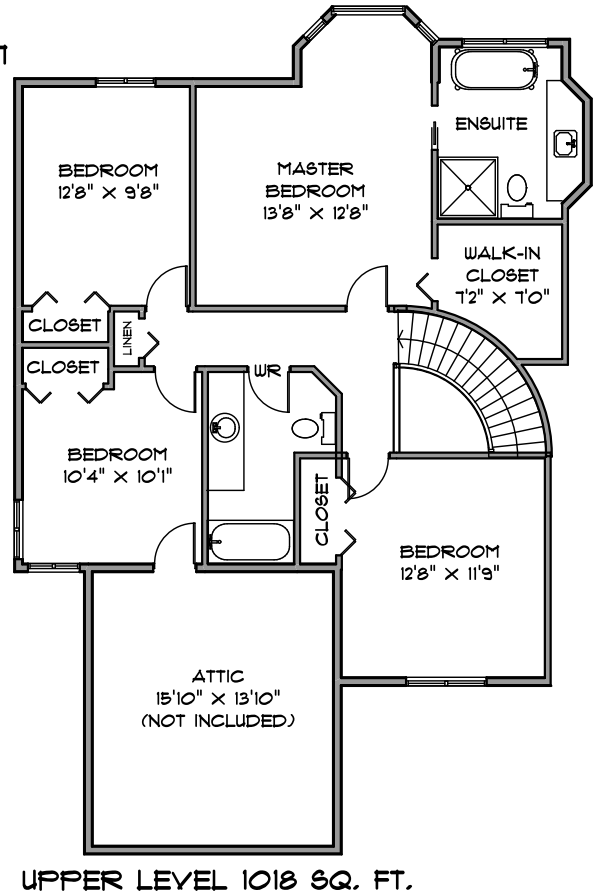 ENSUITE
BEDROOM
12'8" X 9'8"
MASTER
BEDROOM
13'8" X 12'8"
WALK-IN
CLOSET
7'2" X 7'0"
CLOSET
LINEN
CLOSET
WR
BEDROOM
10'4" X 10'1"
CLOSET
BEDROOM
12'8" X 11'9"
ATTIC
15'10" X 13'10"
(NOT INCLUDED)
UPPER LEVEL 1018 SQ. FT.